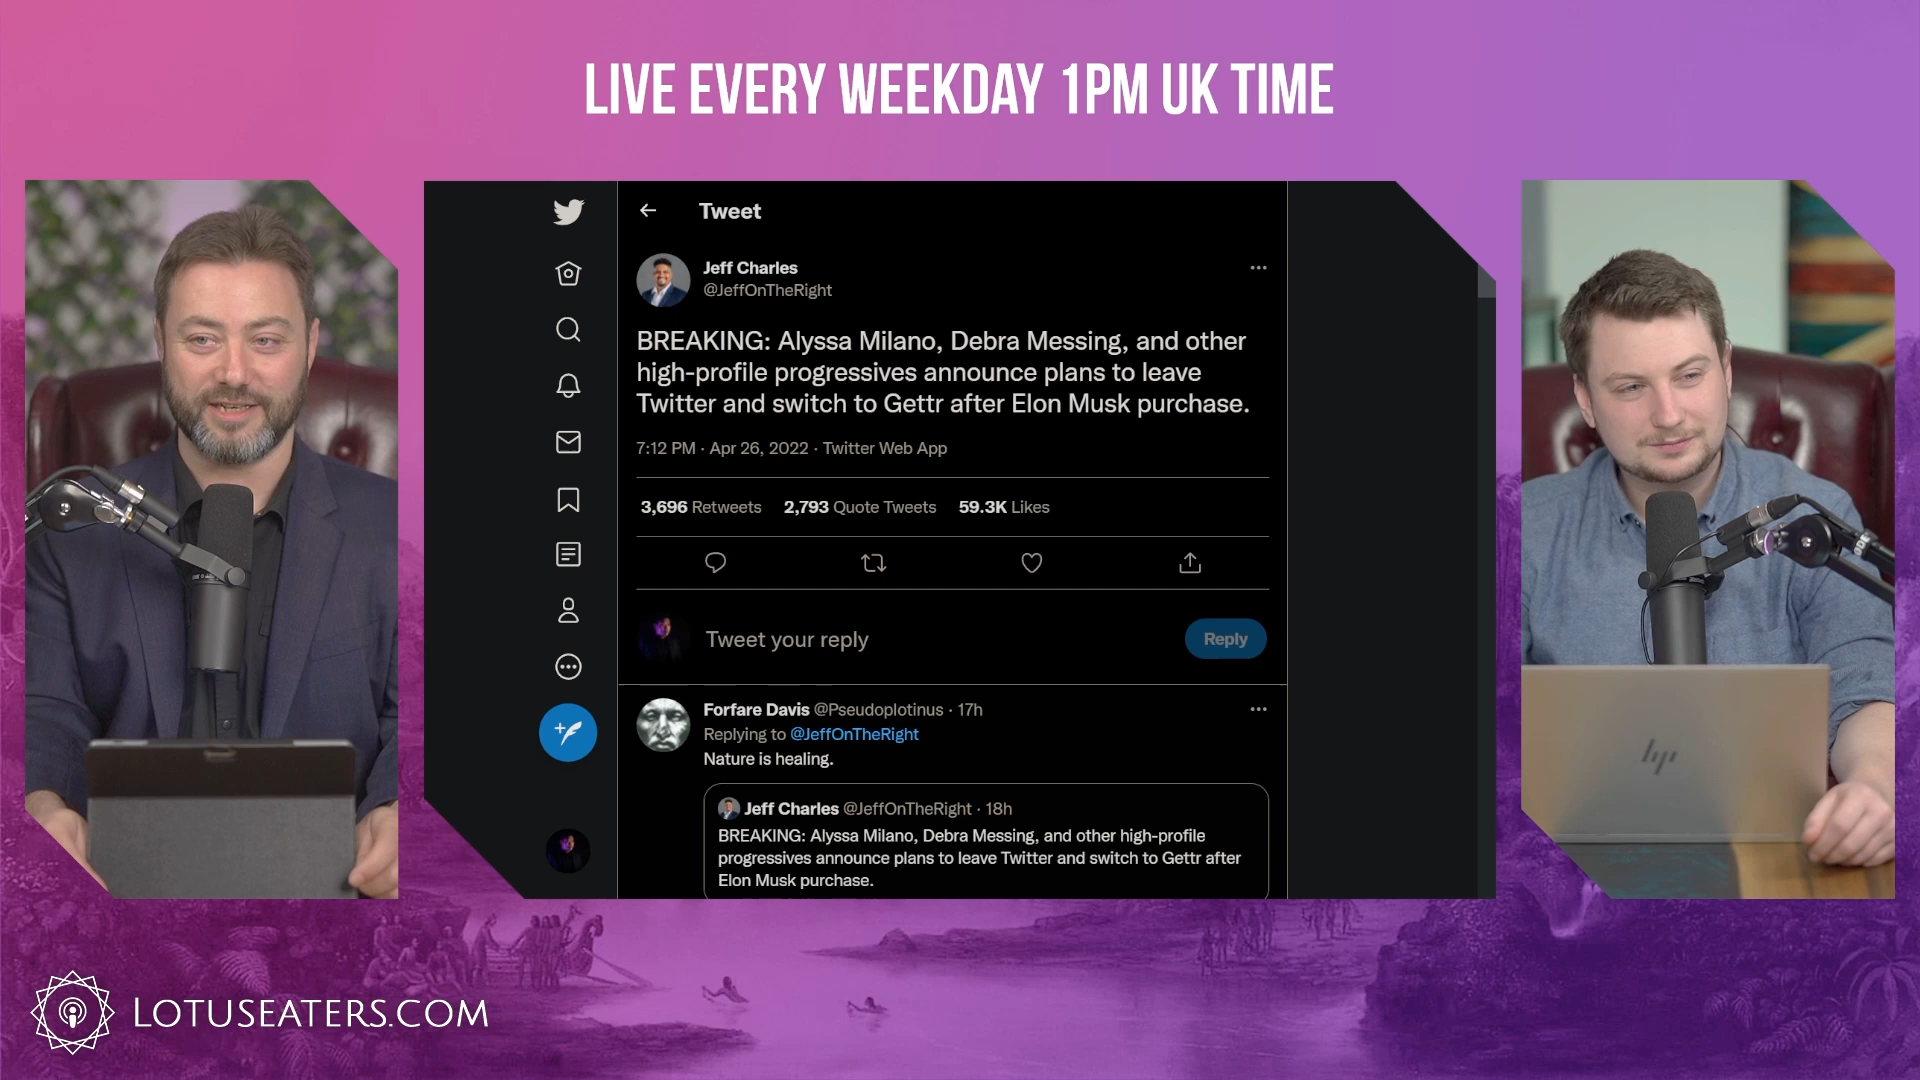 LIVE EVERY WEEKDAY 1PM UK TIME
Tweet
Jeff Charles
@JeffOnTheRight
BREAKING: Alyssa Milano, Debra Messing, and other
high-profile progressives announce plans to leave
Twitter and switch to Gettr after Elon Musk purchase.
7:12 PM · Apr 26, 2022 · Twitter Web App
3,696 Retweets 2,793 Quote Tweets 59.3K Likes
Tweet your reply
Reply
Forfare Davis @Pseudoplotinus · 17h
Replying to @JeffOnTheRight
Nature is healing.
Jeff Charles @JeffOnTheRight · 18h
BREAKING: Alyssa Milano, Debra Messing, and other high-profile
progressives announce plans to leave Twitter and switch to Gettr after
Elon Musk purchase.
hp
LOTUSEATERS.COM